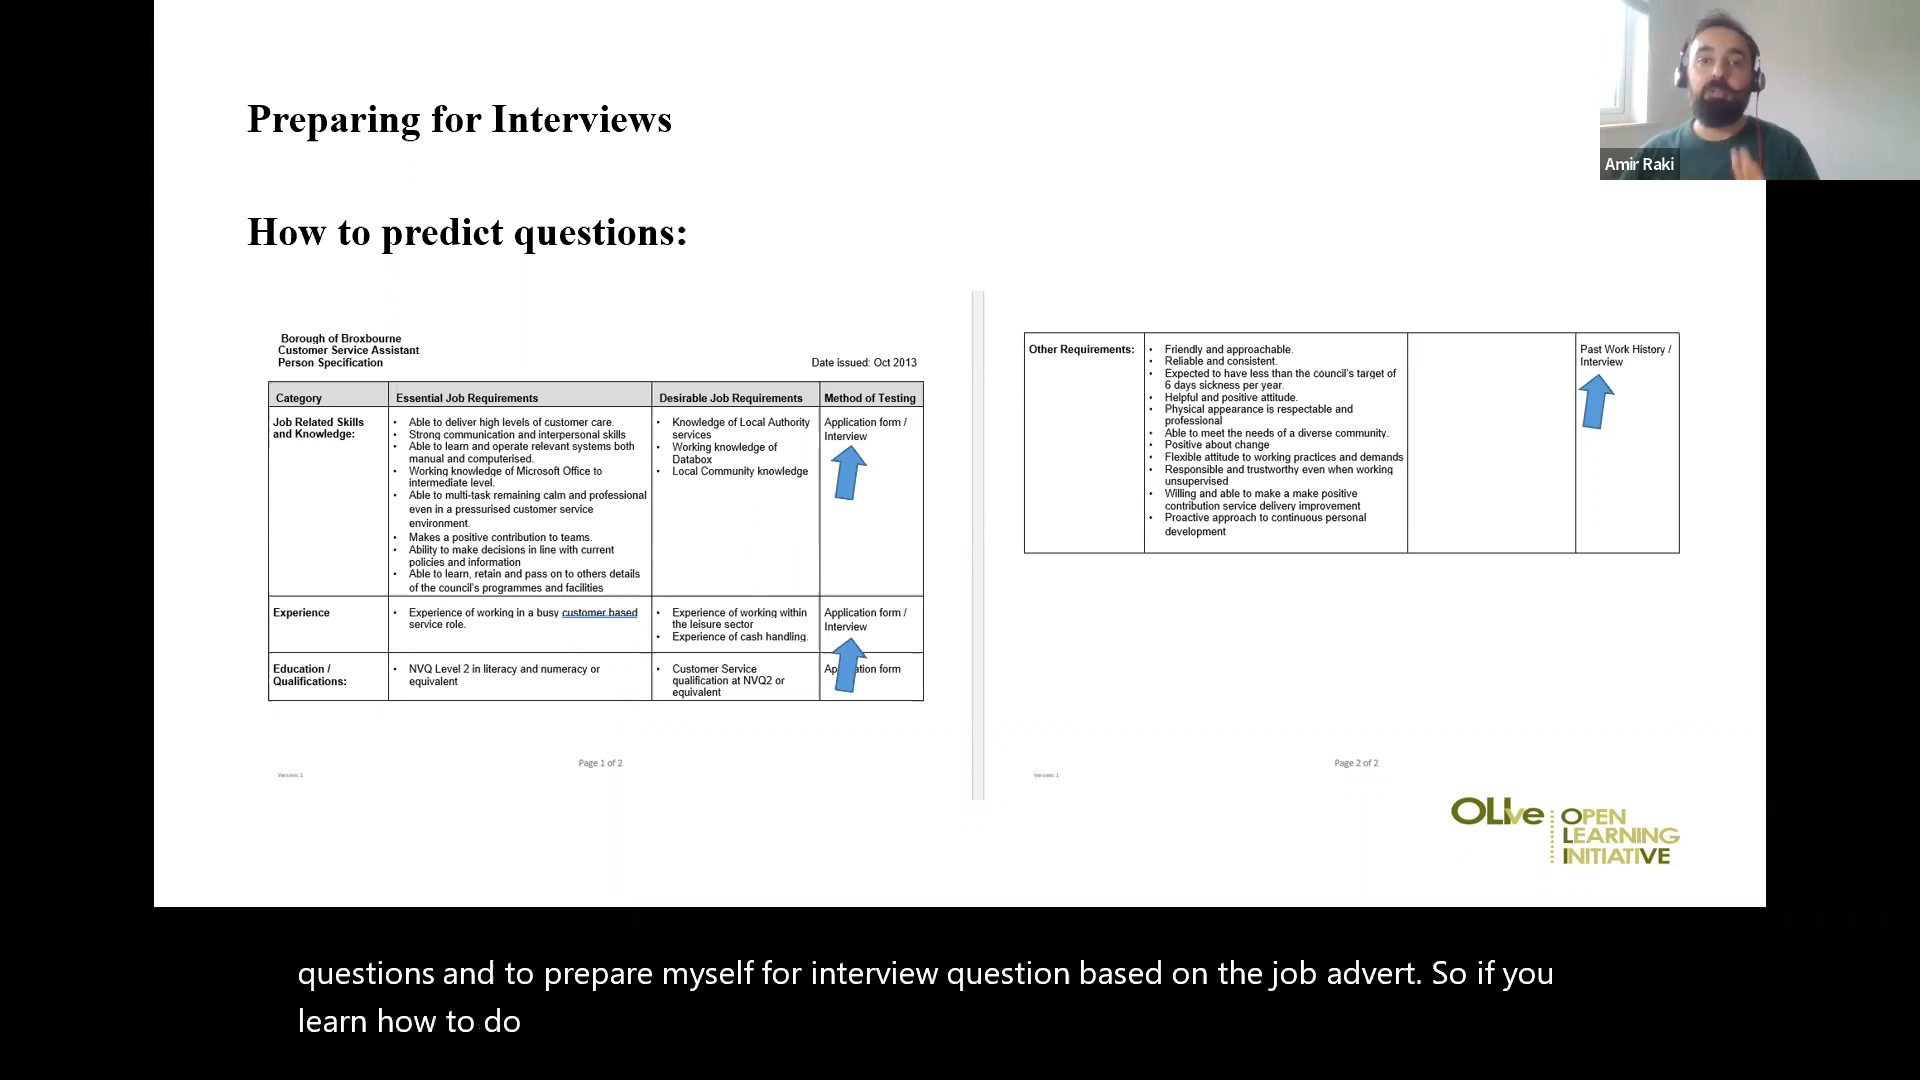 Preparing for Interviews
Amir Raki
How to predict questions:
Borough of Broxbourne
Customer Service Assistant
Person Specification
Date issued: Oct 2013
Category
Essential Job Requirements
Desirable Job Requirements
Method of Testing
Job Related Skills
and Knowledge:
• Able to deliver high levels of customer care.
• Strong communication and interpersonal skills
• Able to learn and operate relevant systems both
manual and computerised.
• Working knowledge of Microsoft Office to
intermediate level.
• Able to multi-task remaining calm and professional
even in a pressurised customer service
environment.
• Makes a positive contribution to teams.
• Ability to make decisions in line with current
policies and information
• Able to learn, retain and pass on to others details
of the council's programmes and facilities
• Knowledge of Local Authority
services
• Working knowledge of
Databox
• Local Community knowledge
Application form /
Interview
Experience
• Experience of working in a busy customer based
service role.
• Experience of working within
the leisure sector
• Experience of cash handling.
Application form /
Interview
Education /
Qualifications:
• NVQ Level 2 in literacy and numeracy or
equivalent
• Customer Service
qualification at NVQ2 or
equivalent
form
Page 1 of 2
Version 1
Other Requirements:
• Friendly and approachable.
• Reliable and consistent.
• Expected to have less than the council's target of
6 days sickness per year.
• Helpful and positive attitude.
• Physical appearance is respectable and
professional
• Able to meet the needs of a diverse community.
• Positive about change
• Flexible attitude to working practices and demands
• Responsible and trustworthy even when working
unsupervised
• Willing and able to make a make positive
contribution service delivery improvement
• Proactive approach to continuous personal
development
Past Work History /
Interview
Page 2 of 2
Version 1
OLIve
OPEN
LEARNING
INITIATIVE
questions and to prepare myself for interview question based on the job advert. So if you
learn how to do